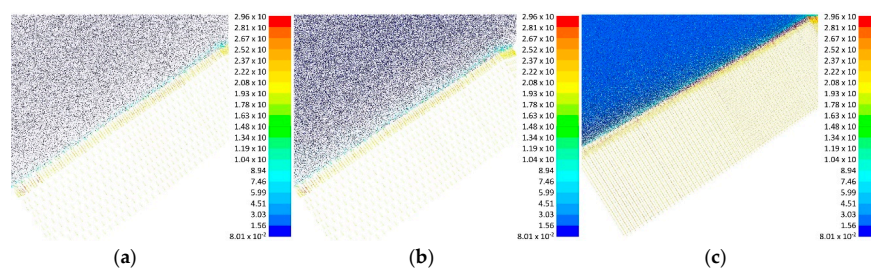 2.96 x 10
2.81 x 10
2.67 x 10
2.52 x 10
2.37 x 10
2.22 x 10
2.08 x 10
1.93 x 10
1.78 x 10
1.63 x 10
1.48 x 10
1.34 x 10
1.19 x 10
1.04 x 10
8.94
7.46
5.99
4.51
3.03
1.56
8.01 x 10⁻²
(a)
2.96 x 10
2.81 x 10
2.67 x 10
2.52 x 10
2.37 x 10
2.22 x 10
2.08 x 10
1.93 x 10
1.78 x 10
1.63 x 10
1.48 x 10
1.34 x 10
1.19 x 10
1.04 x 10
8.94
7.46
5.99
4.51
3.03
1.56
8.01 x 10⁻²
(b)
2.96 x 10
2.81 x 10
2.67 x 10
2.52 x 10
2.37 x 10
2.22 x 10
2.08 x 10
1.93 x 10
1.78 x 10
1.63 x 10
1.48 x 10
1.34 x 10
1.19 x 10
1.04 x 10
8.94
7.46
5.99
4.51
3.03
1.56
8.01 x 10⁻²
(c)